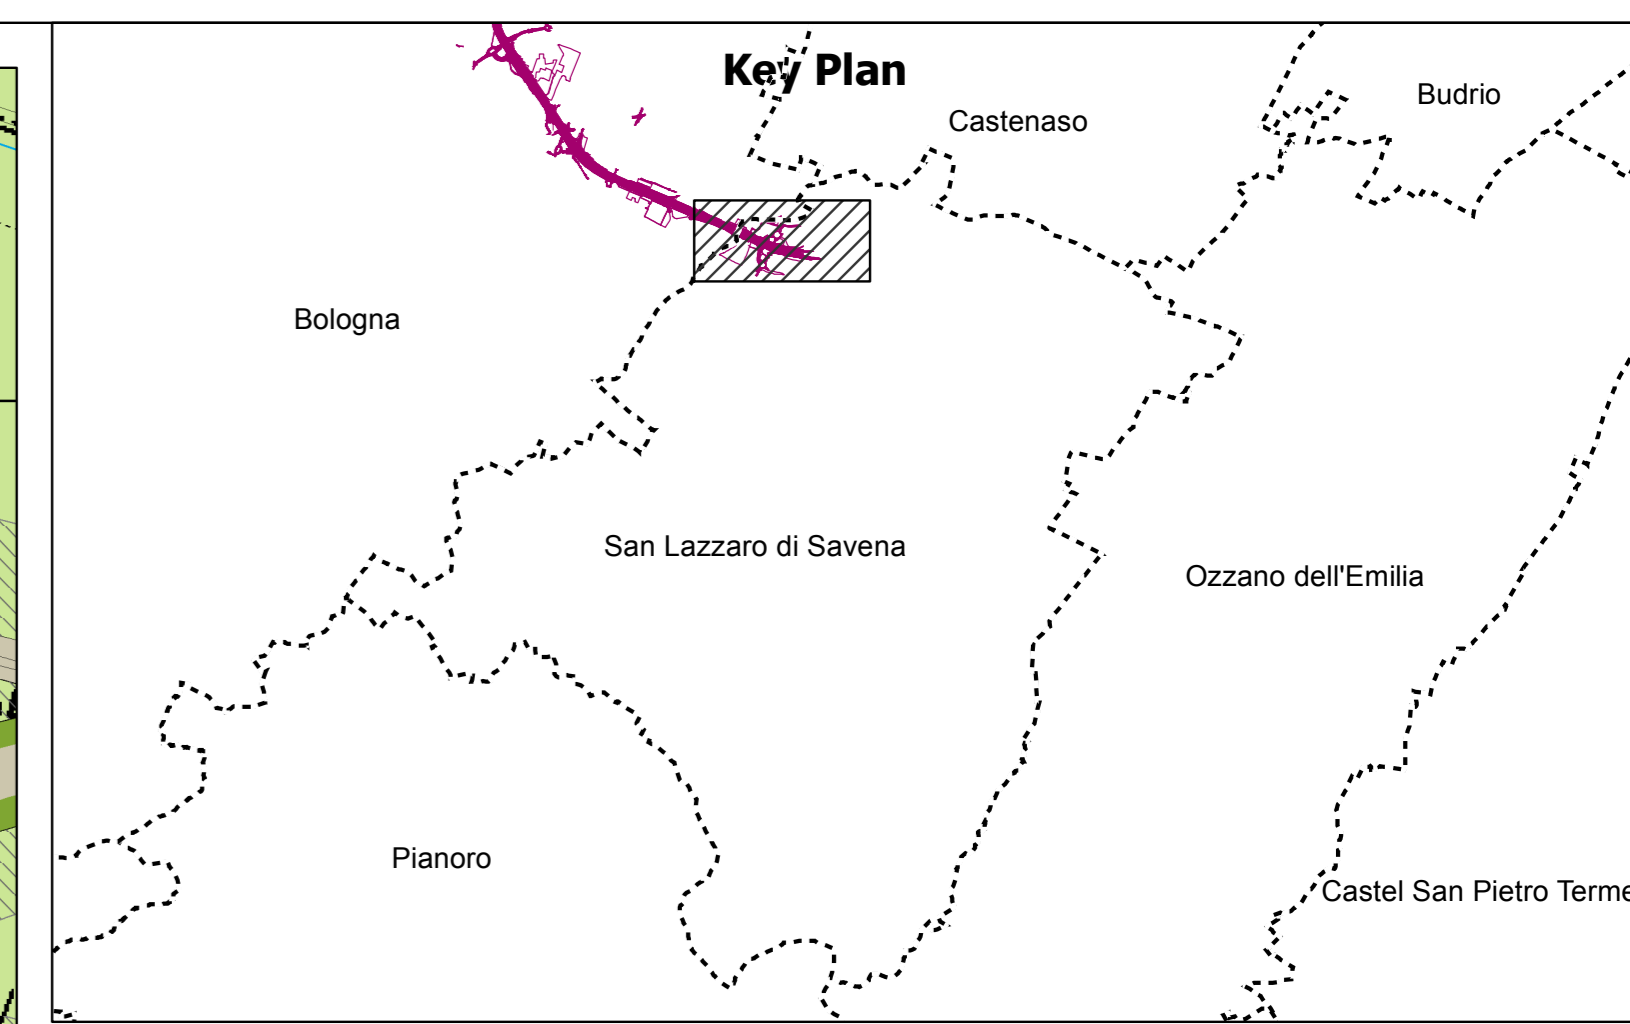 Key Plan
Budrio
Castenaso
Bologna
San Lazzaro di Savena
Ozzano dell'Emilia
Pianoro
Castel San Pietro Terme